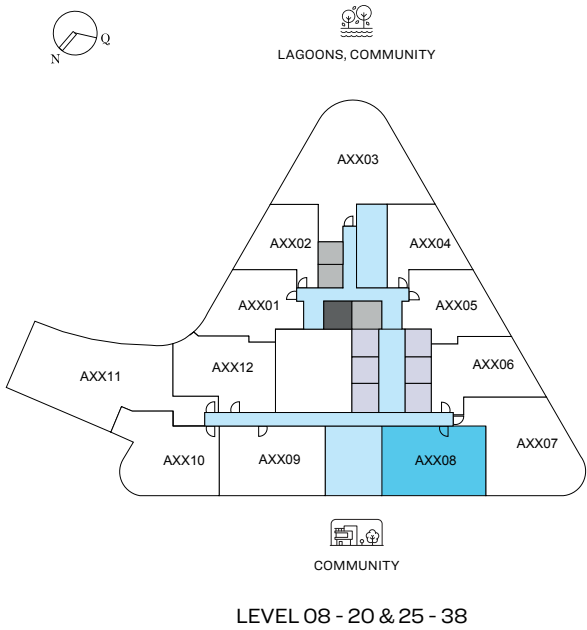 N
Q
LAGOONS, COMMUNITY
AXX03
AXX02
AXX04
AXX01
AXX05
AXX11
AXX12
AXX06
AXX10
AXX09
AXX08
AXX07
COMMUNITY
LEVEL 08 - 20 & 25 - 38